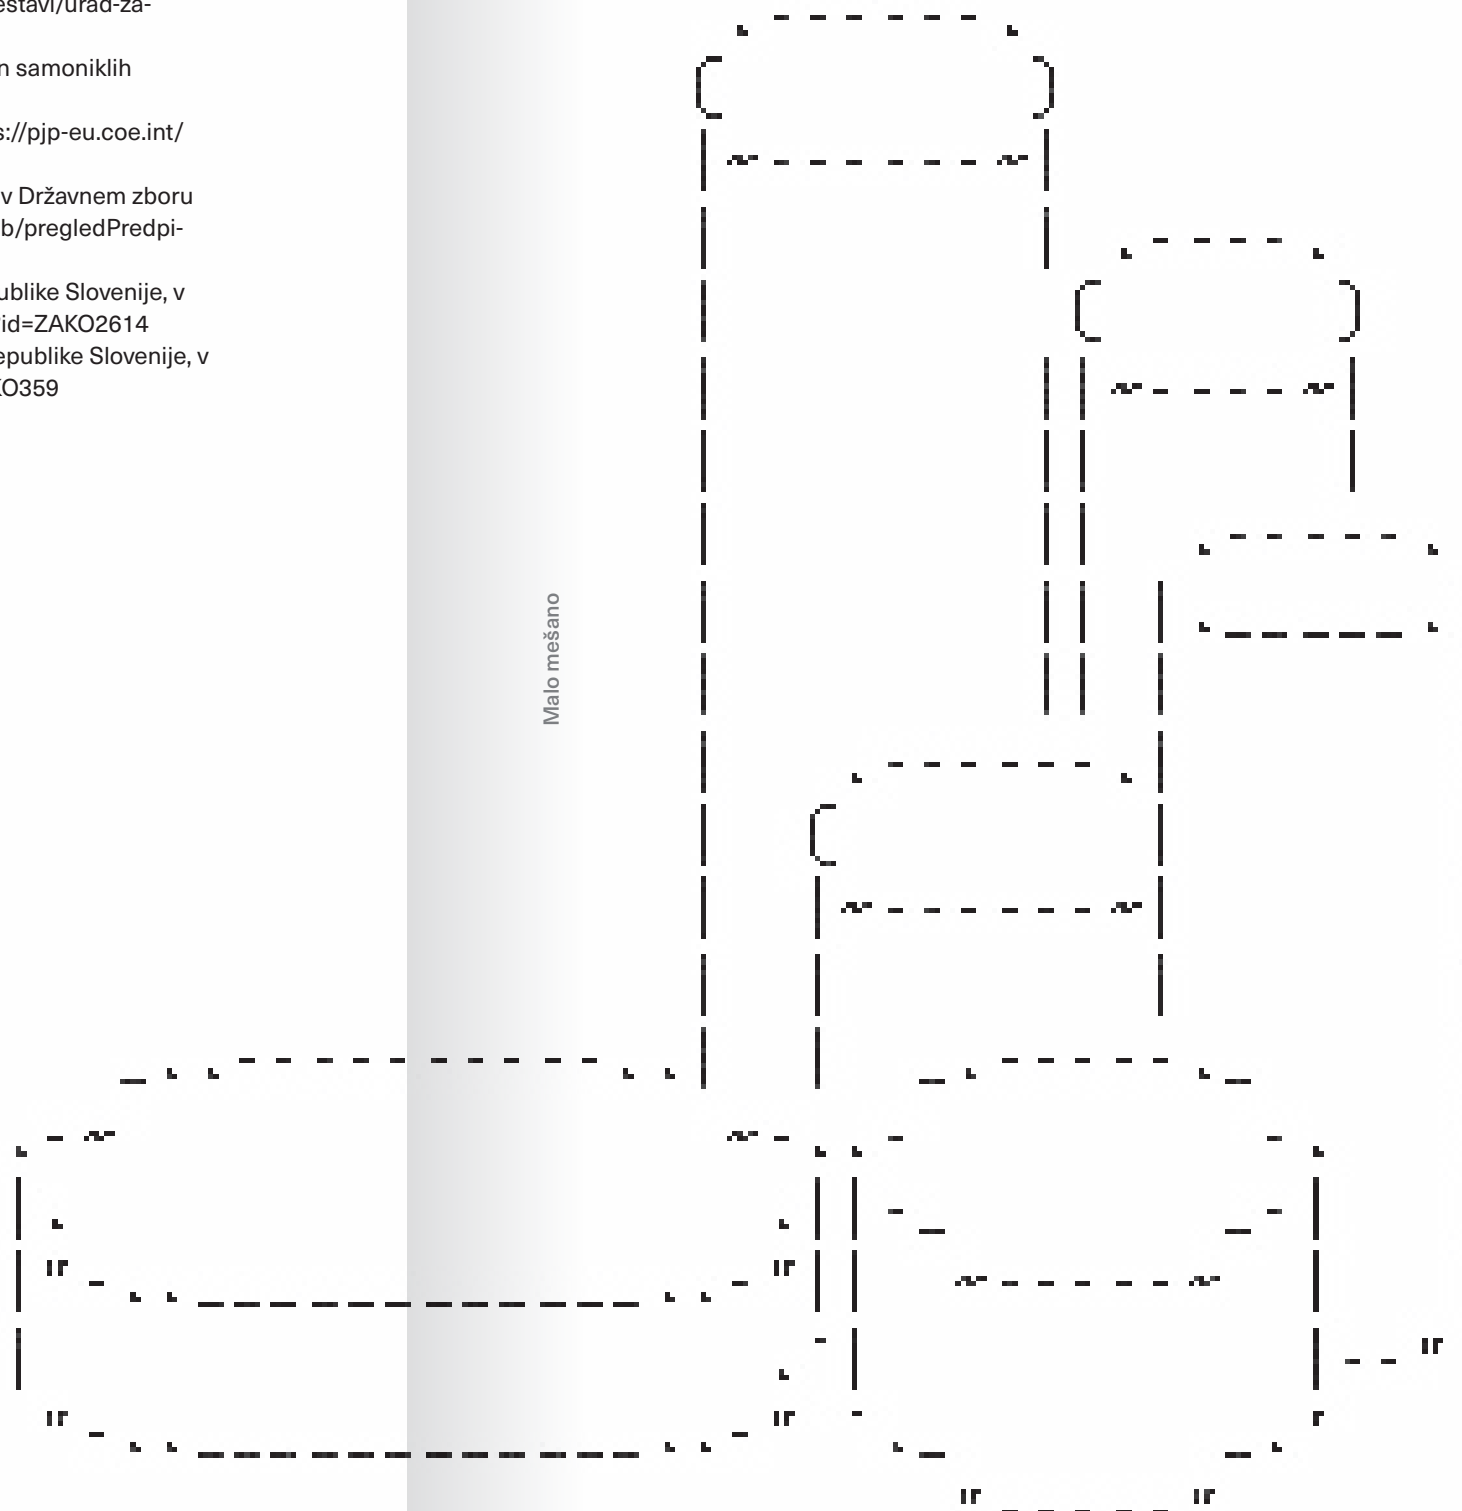 estavi/urad-za-
n samoniklih
s://pjp-eu.coe.int/
v Državnem zboru
b/pregledPredpi-
ublike Slovenije, v
id=ZAKO2614
epublike Slovenije, v
KO359
Malo mešano